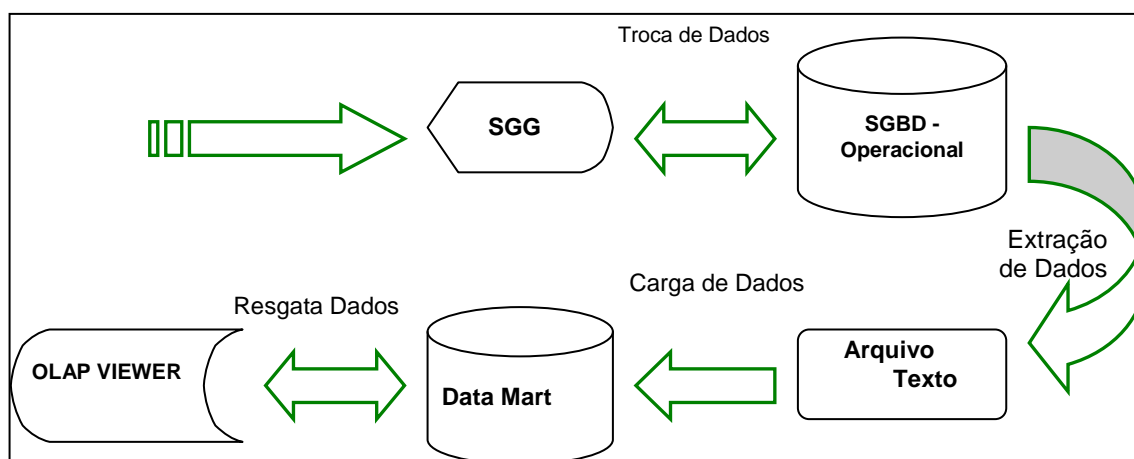 Troca de Dados
SGG
SGBD -
Operacional
Extração
de Dados
Carga de Dados
Resgata Dados
Arquivo
Texto
Data Mart
OLAP VIEWER